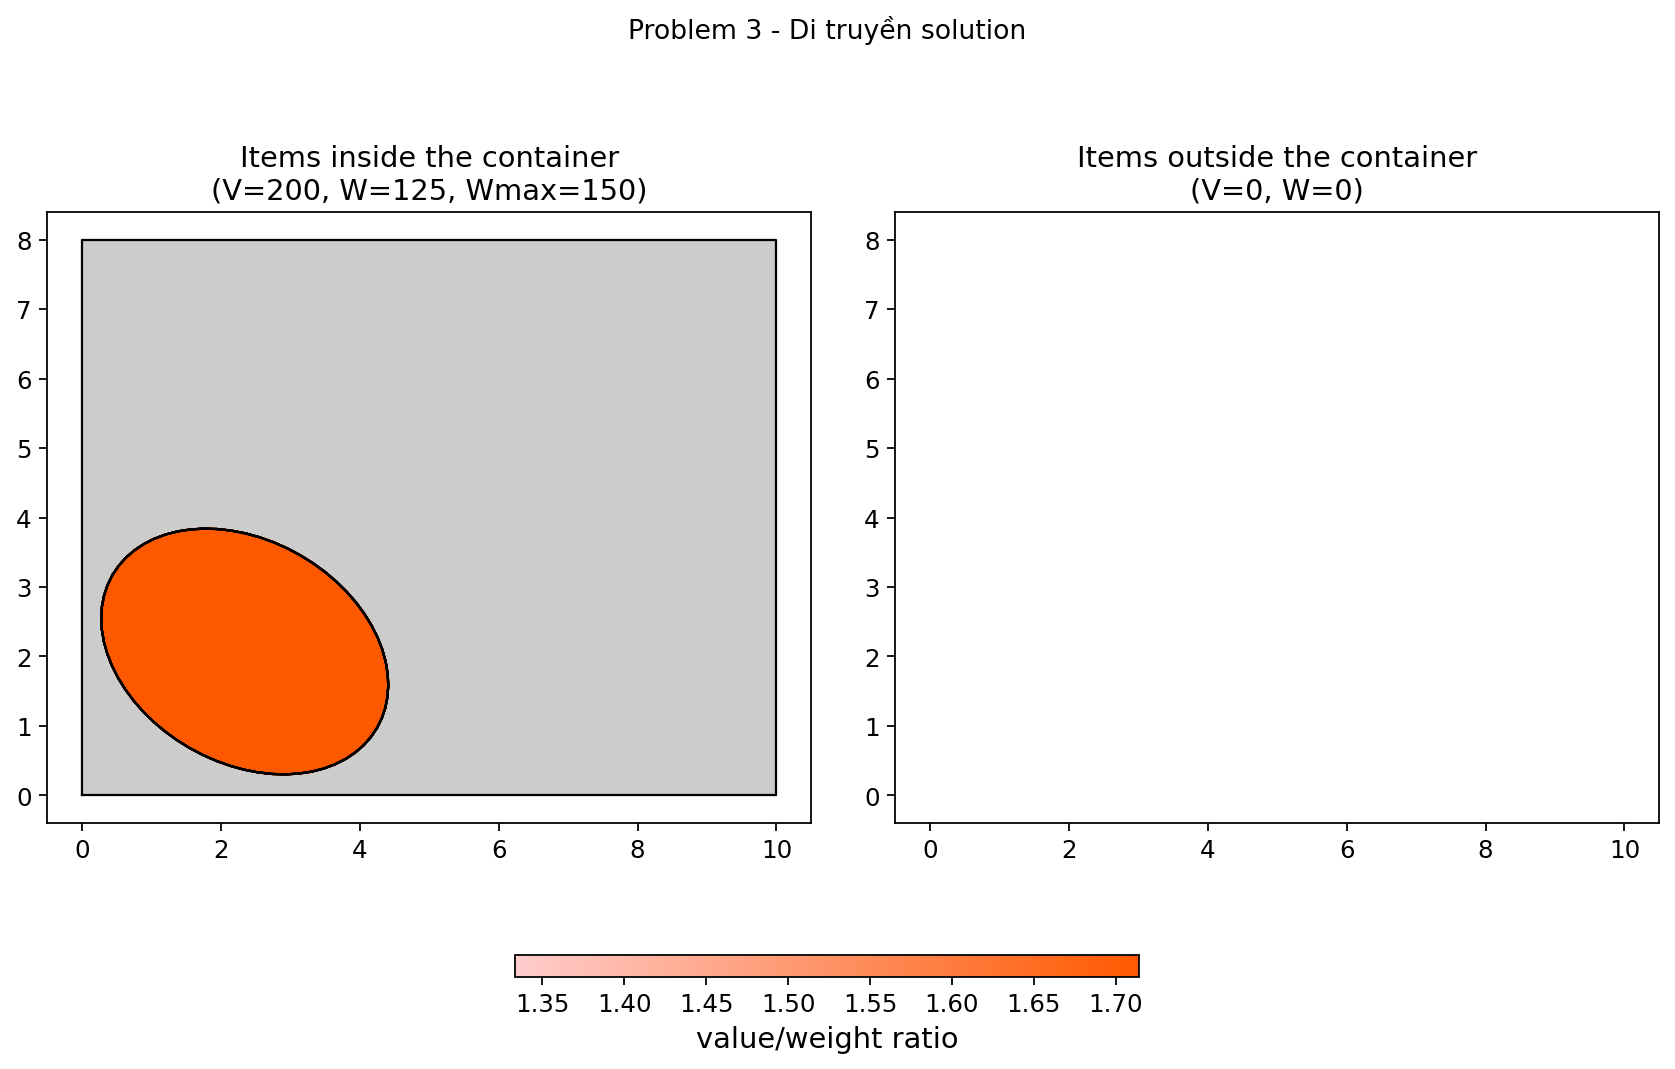 Problem 3 - Di truyền solution
Items inside the container
(V=200, W=125, Wmax=150)
8
7
6
5
4
3
2
1
0
0 2 4 6 8 10
Items outside the container
(V=0, W=0)
8
7
6
5
4
3
2
1
0
0 2 4 6 8 10
1.35 1.40 1.45 1.50 1.55 1.60 1.65 1.70
value/weight ratio